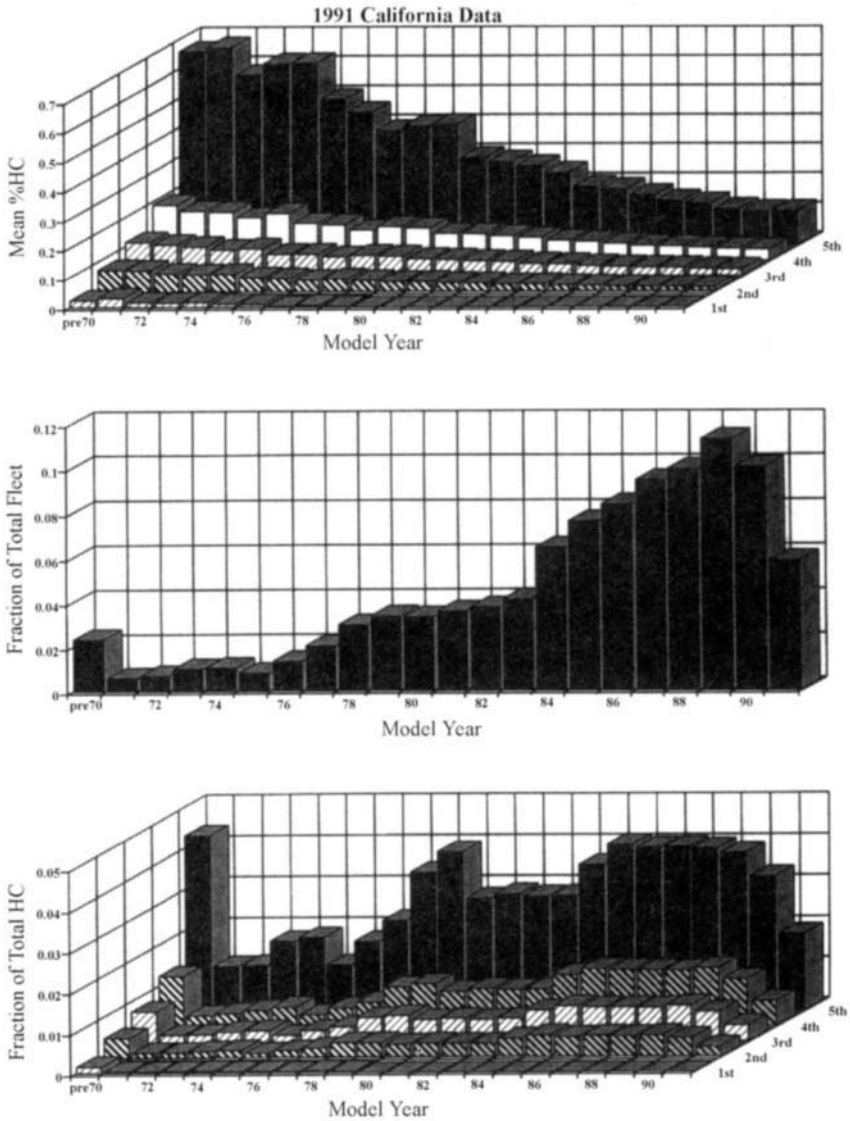 1991 California Data
Mean %HC
0.7
0.6
0.5
0.4
0.3
0.2
0.1
0
pre70 72 74 76 78 80 82 84 86 88 90
1st 2nd 3rd 4th 5th
Model Year
Fraction of Total Fleet
0.12
0.1
0.08
0.06
0.04
0.02
0
pre70 72 74 76 78 80 82 84 86 88 90
Model Year
Fraction of Total HC
0.05
0.04
0.03
0.02
0.01
0
pre70 72 74 76 78 80 82 84 86 88 90
1st 2nd 3rd 4th 5th
Model Year